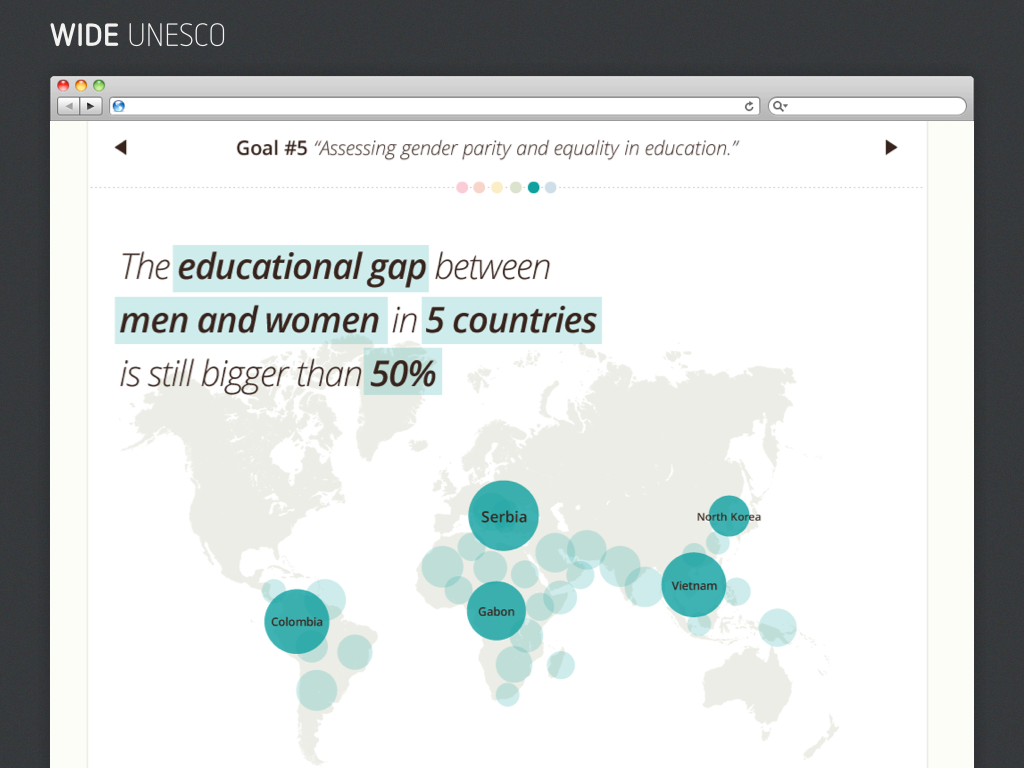 WIDE UNESCO
Goal #5 “Assessing gender parity and equality in education.”
The educational gap between
men and women in 5 countries
is still bigger than 50%
Serbia
North Korea
Vietnam
Gabon
Colombia